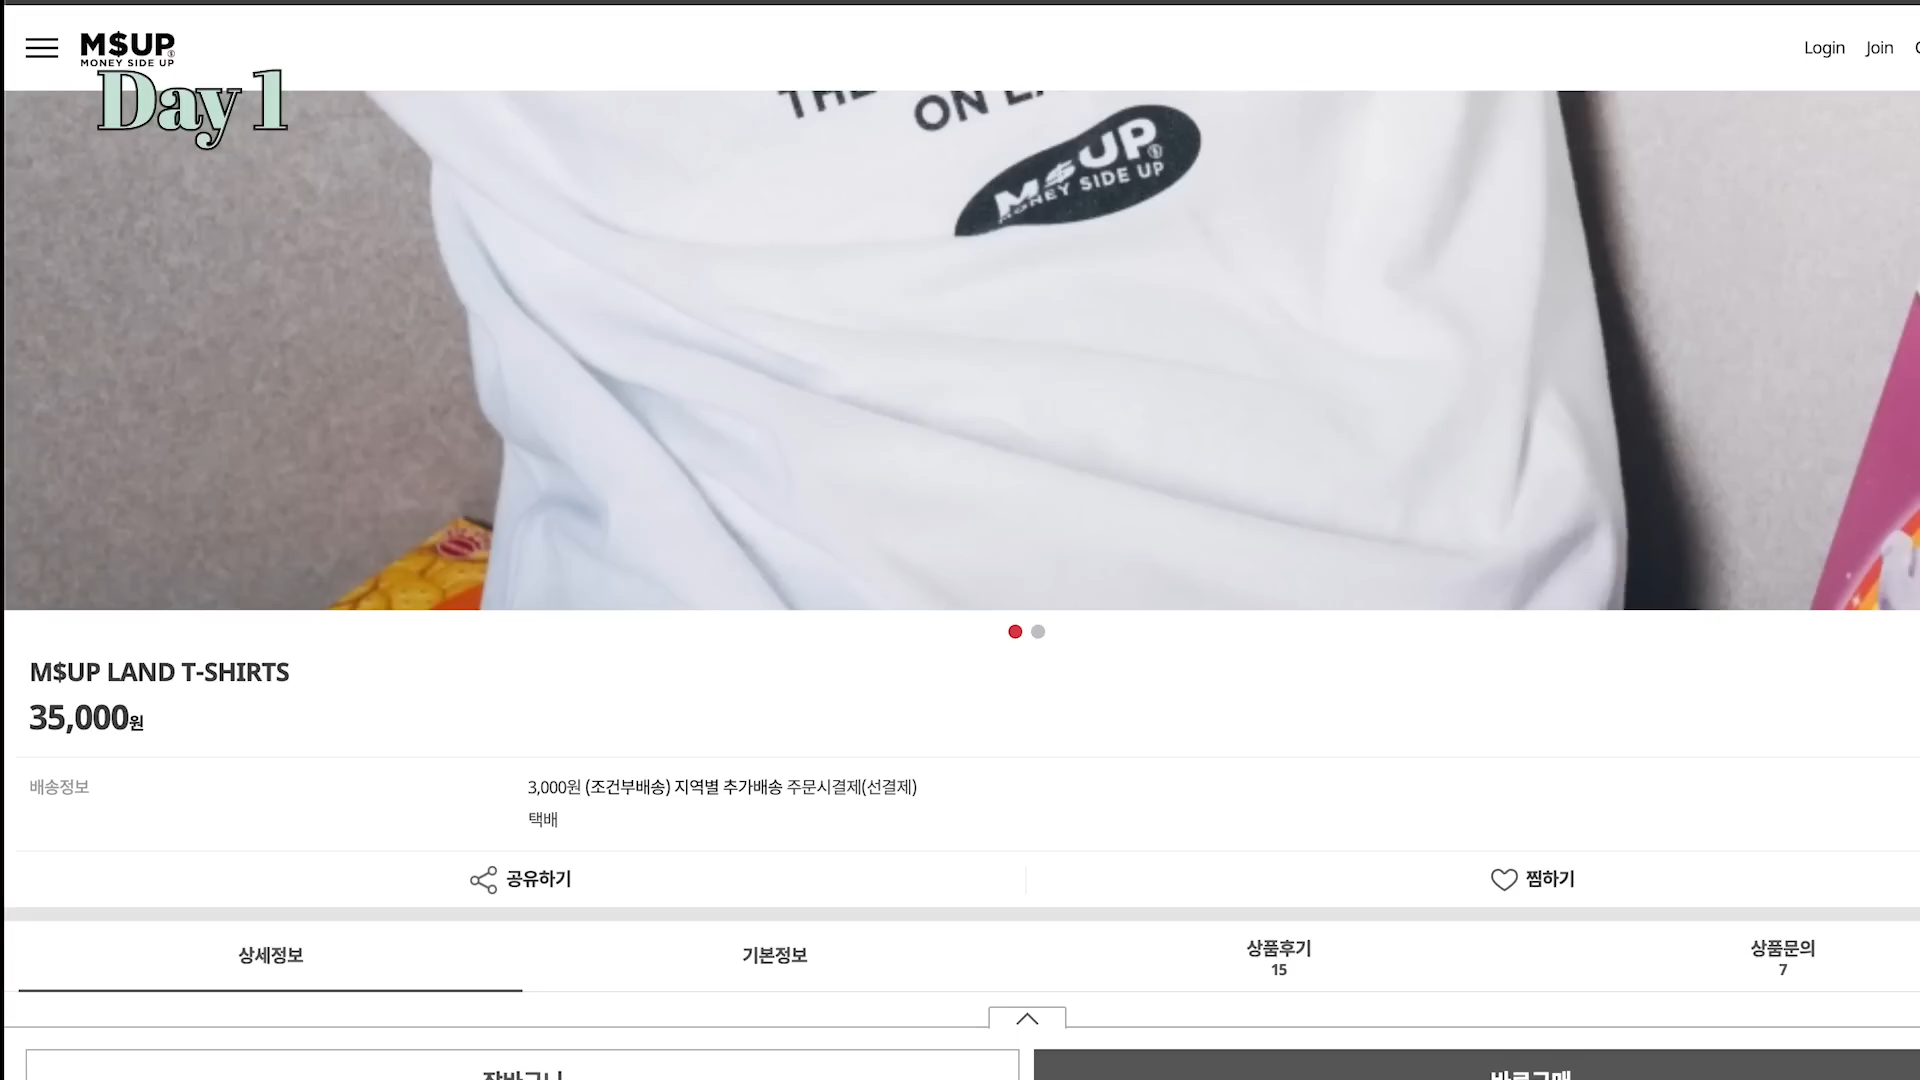 M$UP
MONEY SIDE UP
Login Join
Day 1
ON
M$UP
MONEY SIDE UP
M$UP LAND T-SHIRTS
35,000원
배송정보
3,000원 (조건부배송) 지역별 추가배송 주문시결제(선결제)
택배
공유하기
찜하기
상세정보
기본정보
상품후기
15
상품문의
7